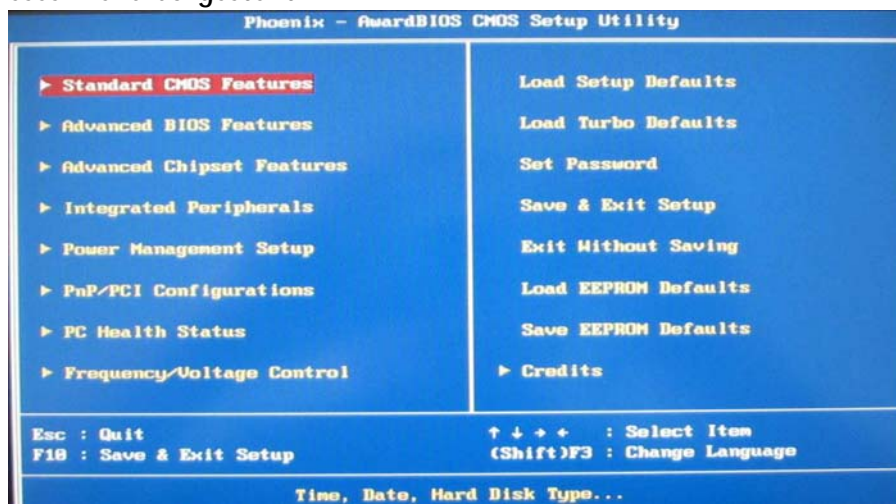 Phoenix - AwardBIOS CMOS Setup Utility
► Standard CMOS Features
► Advanced BIOS Features
► Advanced Chipset Features
► Integrated Peripherals
► Power Management Setup
► PnP/PCI Configurations
► PC Health Status
► Frequency/Voltage Control
Load Setup Defaults
Load Turbo Defaults
Set Password
Save & Exit Setup
Exit Without Saving
Load EEPROM Defaults
Save EEPROM Defaults
► Credits
Esc : Quit
F10 : Save & Exit Setup
↑ ↓ → ← : Select Item
(Shift)F3 : Change Language
Time, Date, Hard Disk Type...